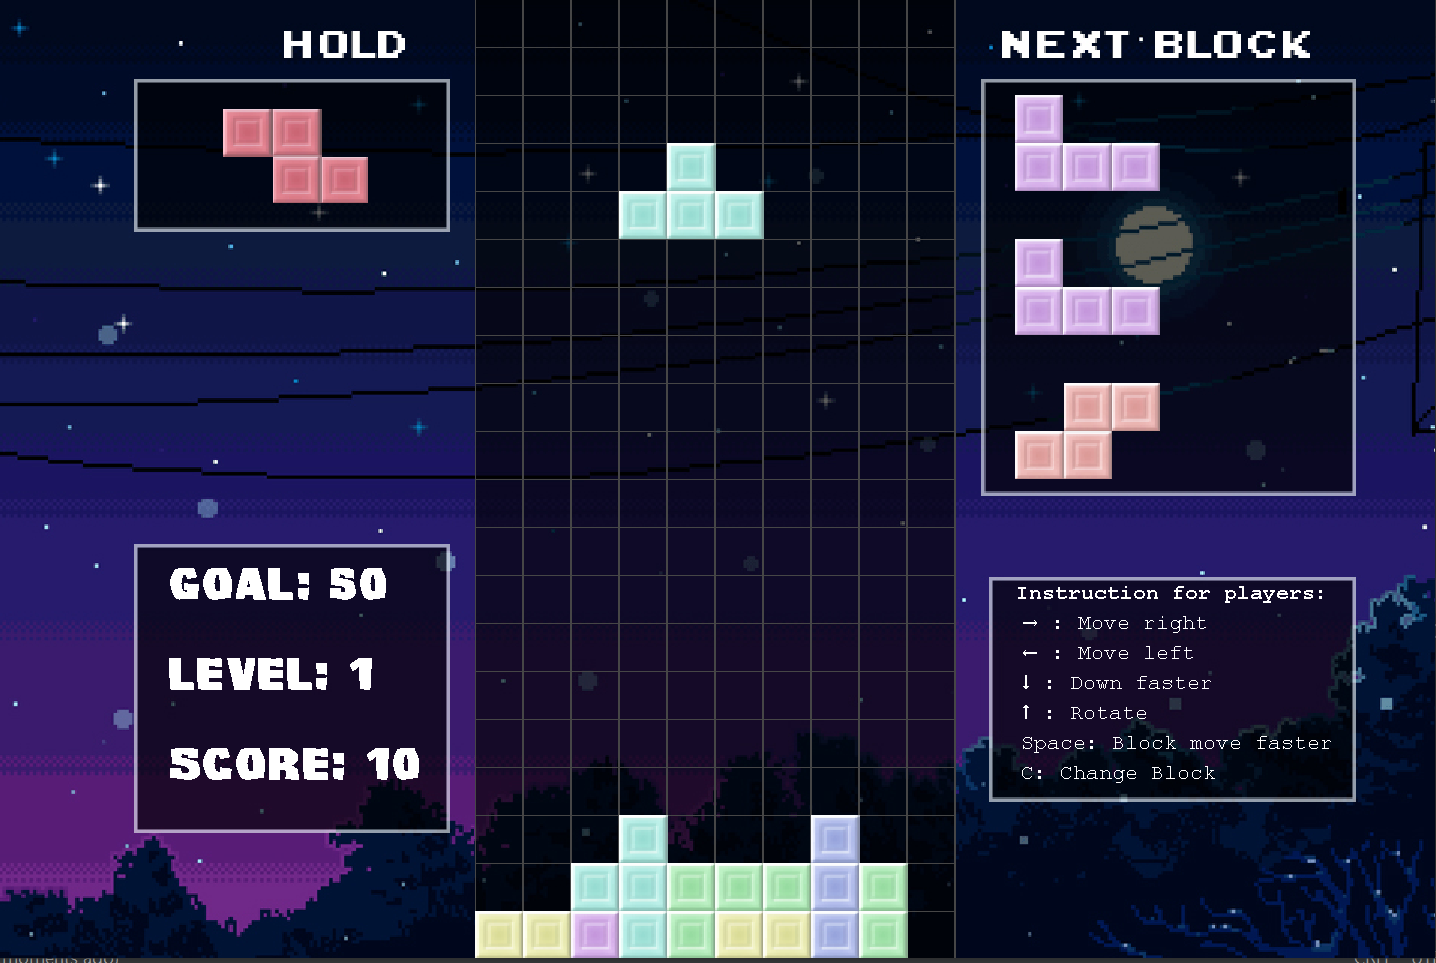 HOLD
NEXT BLOCK
GOAL: 50
LEVEL: 1
SCORE: 10
Instruction for players:
→ : Move right
← : Move left
↓ : Down faster
↑ : Rotate
Space: Block move faster
C: Change Block